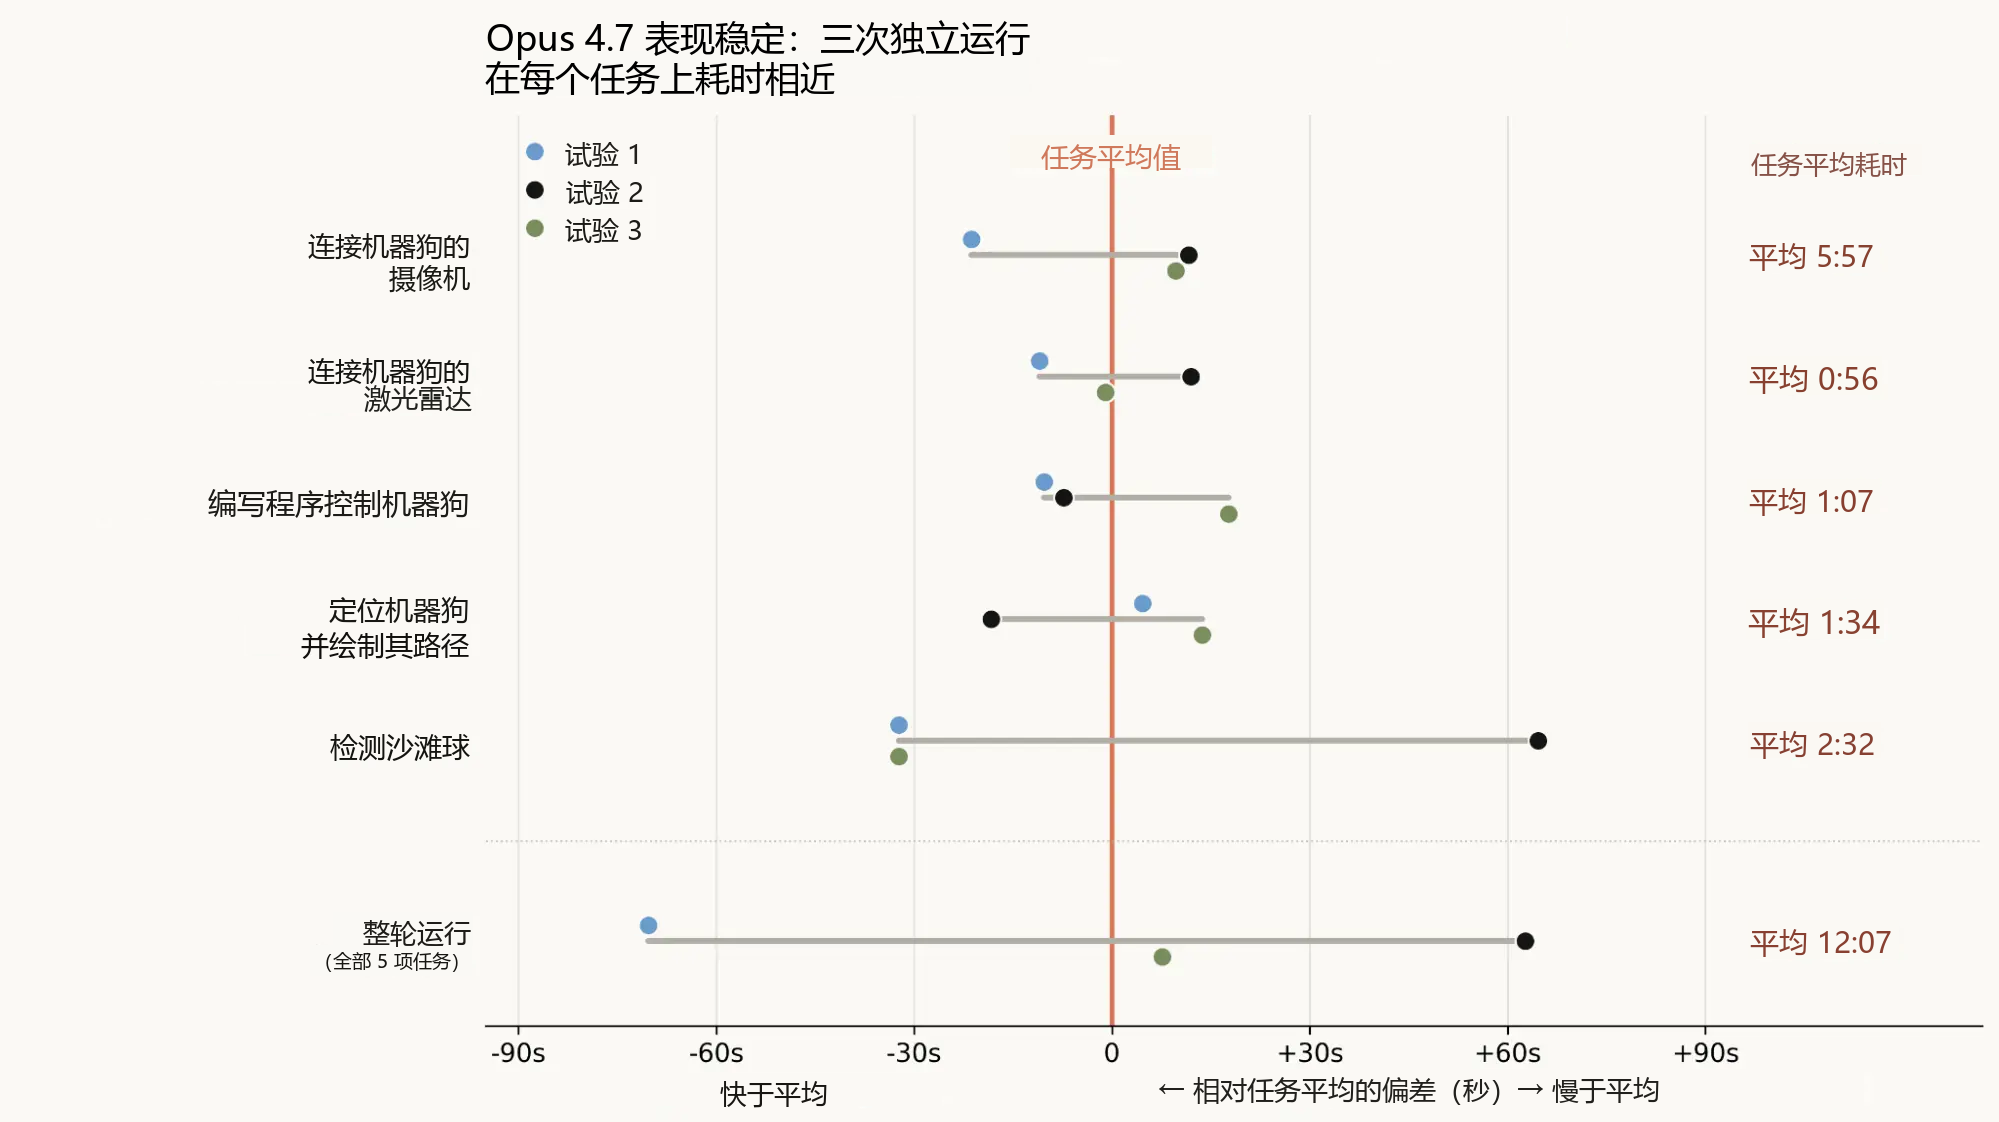 Opus 4.7 表现稳定：三次独立运行
在每个任务上耗时相近
试验 1
试验 2
试验 3
任务平均值
任务平均耗时
连接机器狗的
摄像机
平均 5:57
连接机器狗的
激光雷达
平均 0:56
编写程序控制机器狗
平均 1:07
定位机器狗
并绘制其路径
平均 1:34
检测沙滩球
平均 2:32
整轮运行
(全部 5 项任务)
平均 12:07
-90s
-60s
-30s
0
+30s
+60s
+90s
快于平均
← 相对任务平均的偏差（秒）→ 慢于平均